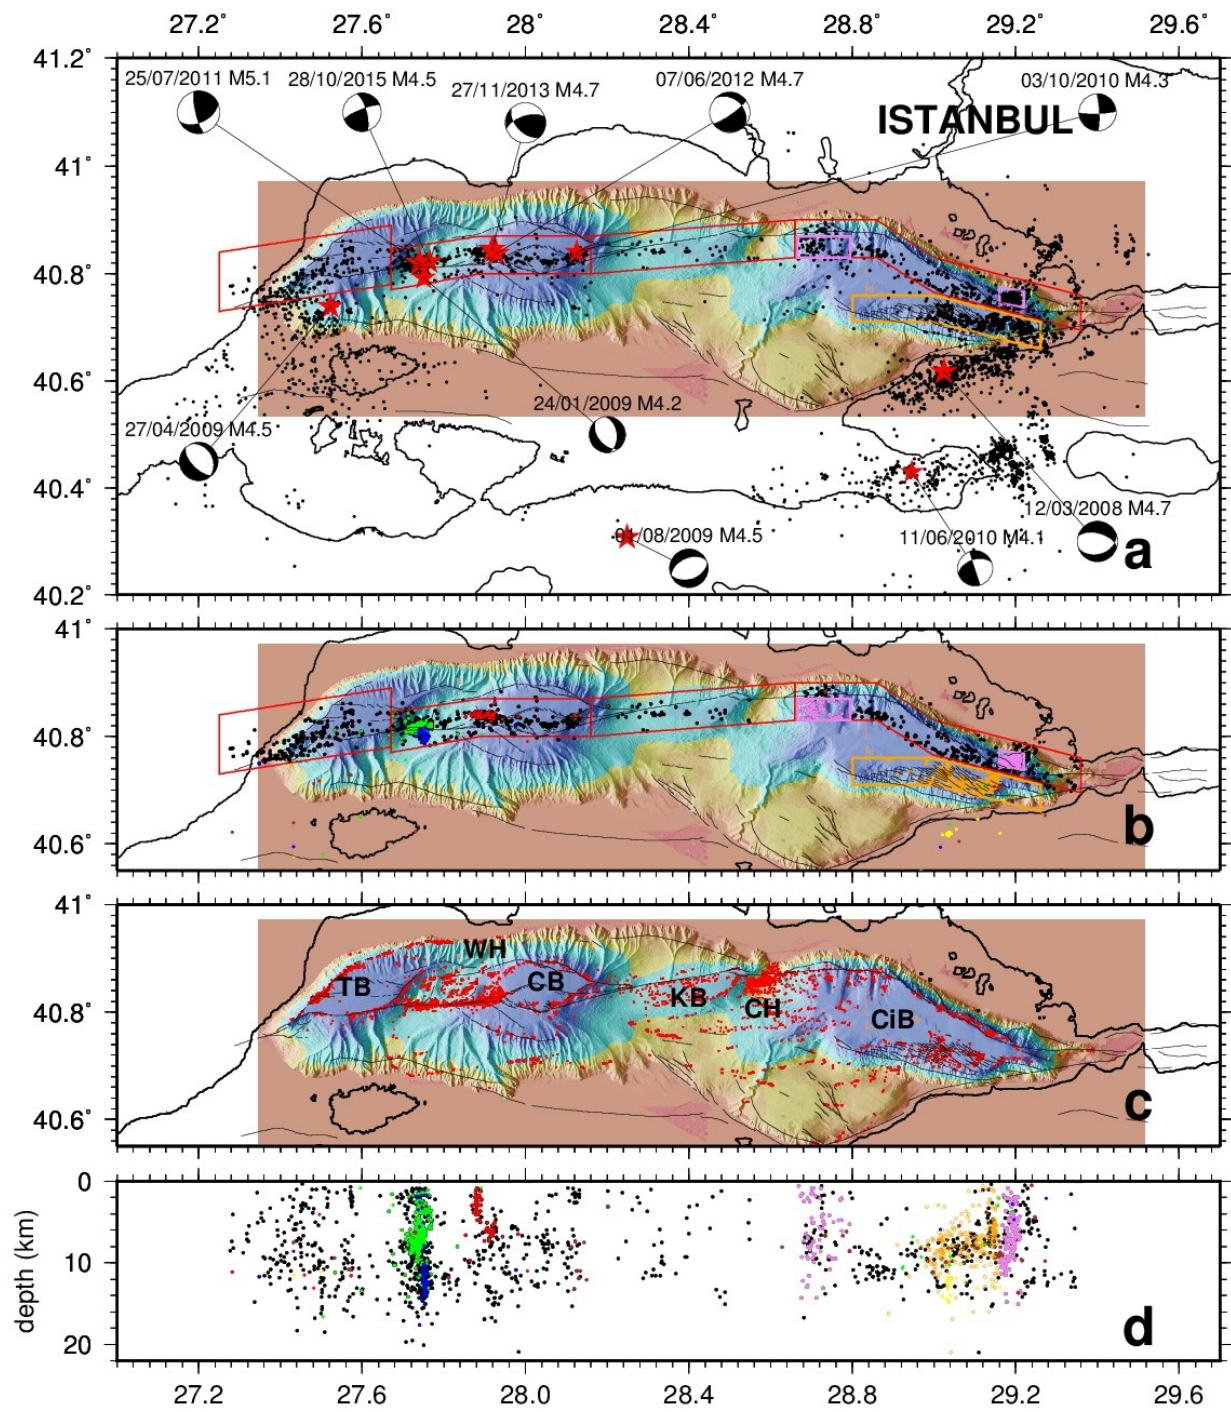 27.2° 27.6° 28° 28.4° 28.8° 29.2° 29.6°
41.2°
25/07/2011 M5.1 28/10/2015 M4.5 27/11/2013 M4.7 07/06/2012 M4.7 03/10/2010 M4.3
ISTANBUL
41°
40.8°
40.6°
24/01/2009 M4.2
27/04/2009 M4.5
40.4°
12/03/2008 M4.7
01/08/2009 M4.5 11/06/2010 M4.1
a
40.2°
41°
40.8°
b
40.6°
41°
WH
TB CB KB CH CiB
40.8°
c
40.6°
0
depth (km)
10
d
20
27.2 27.6 28.0 28.4 28.8 29.2 29.6